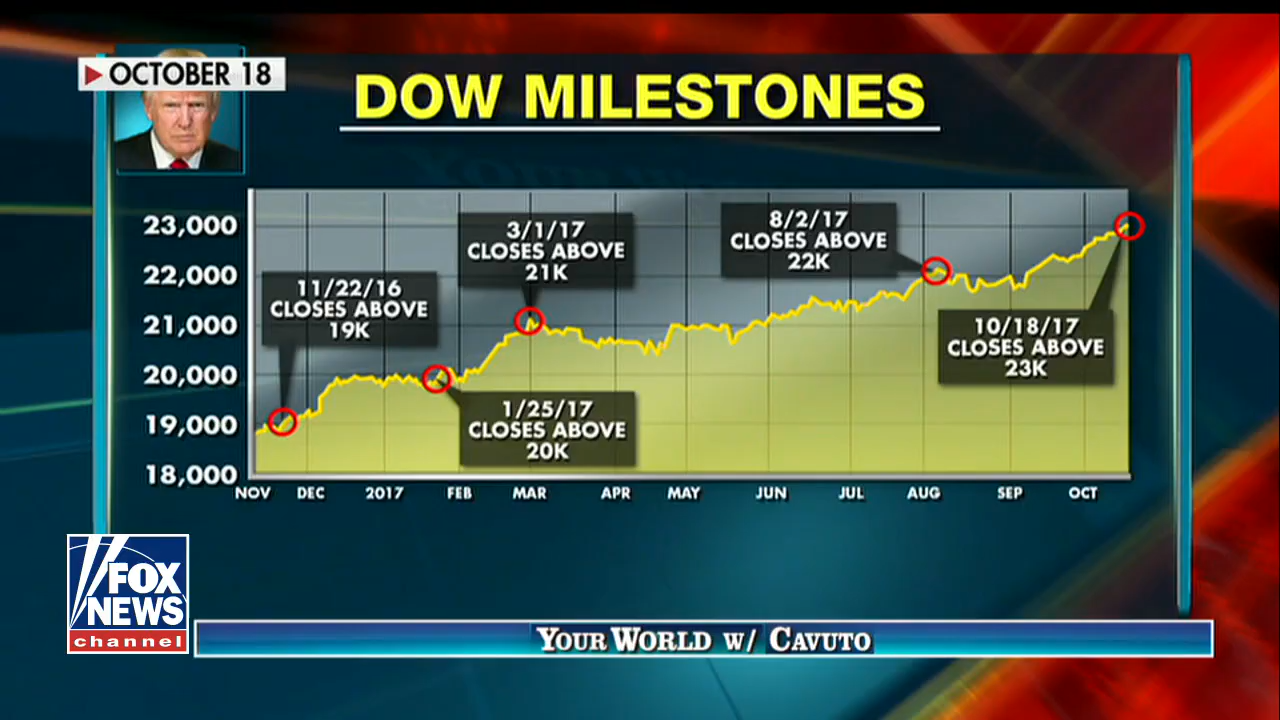 OCTOBER 18
DOW MILESTONES
23,000
22,000
21,000
20,000
19,000
18,000
11/22/16
CLOSES ABOVE
19K
3/1/17
CLOSES ABOVE
21K
1/25/17
CLOSES ABOVE
20K
8/2/17
CLOSES ABOVE
22K
10/18/17
CLOSES ABOVE
23K
NOV DEC 2017 FEB MAR APR MAY JUN JUL AUG SEP OCT
FOX
NEWS
channel
YOUR WORLD W/ CAVUTO